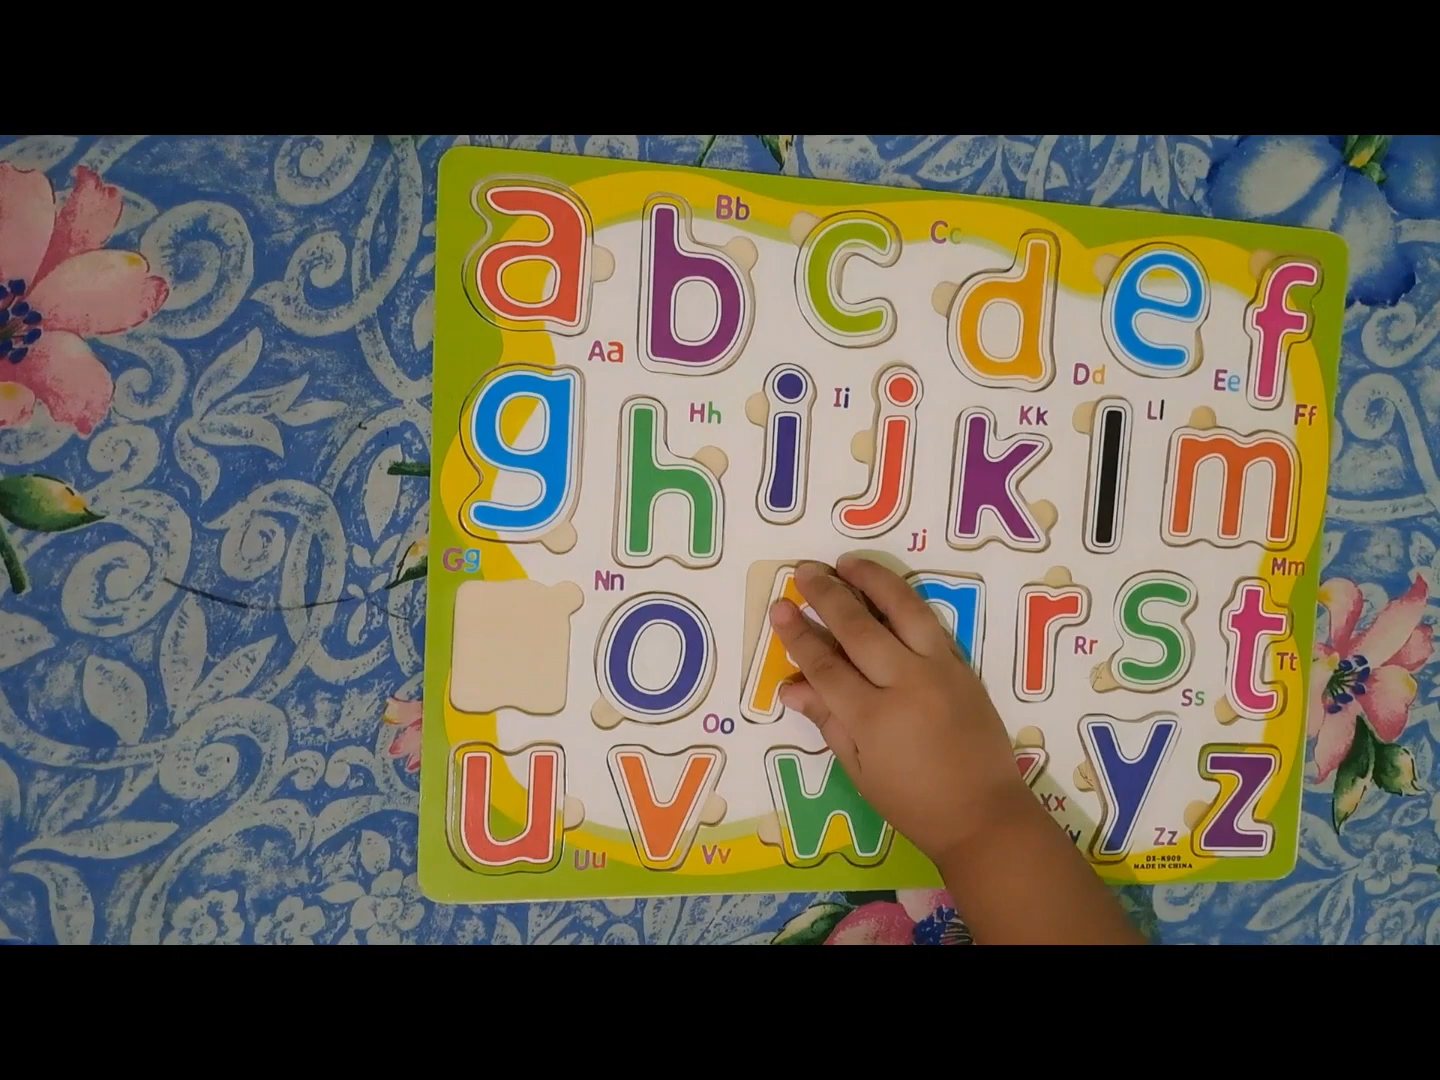 a b c d e f
Bb Cc
Aa Dd Ee Ff
g h i j k l m
Hh Ii Kk Ll
Gg Jj Mm
Nn
o p q r s t
Oo Rr Ss Tt
u v w y z
Uu Vv Xx Zz
DX-K909
MADE IN CHINA